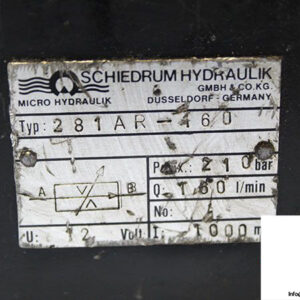 SCHIEDRUM HYDRAULIK
GMBH & CO. KG.
MICRO HYDRAULIK DUSSELDORF - GERMANY
Typ: 281AR-160
A B P 210 bar
Q: 160 l/min
No:
U: 12 Volt I: 1000 m